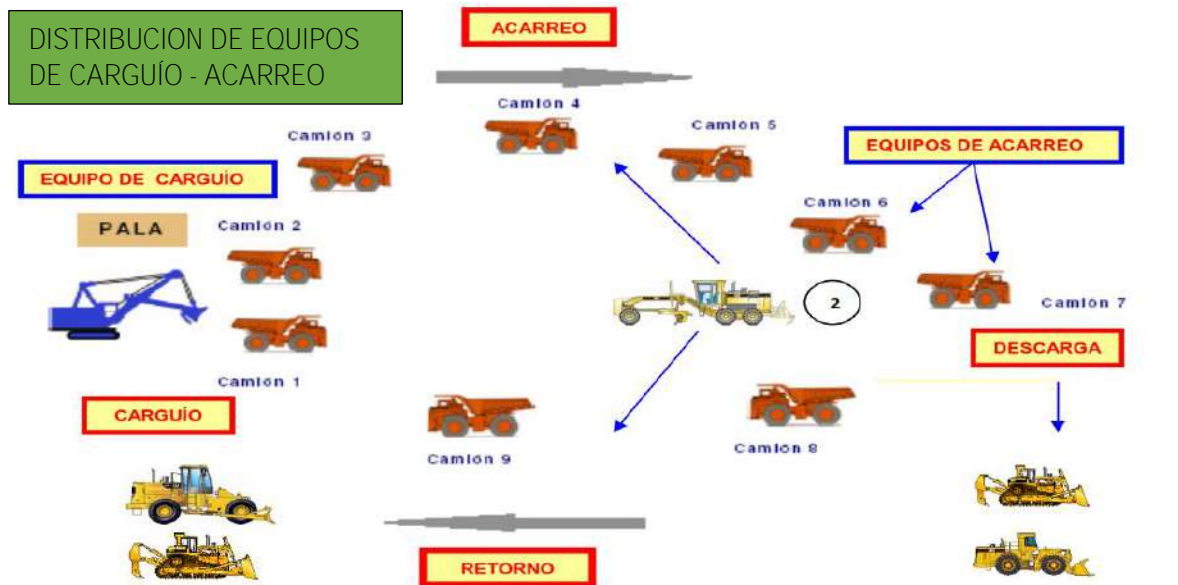 DISTRIBUCION DE EQUIPOS
DE CARGUÍO - ACARREO
ACARREO
Camión 4
Camión 3
Camión 5
EQUIPOS DE ACARREO
EQUIPO DE CARGUÍO
Camión 6
PALA
Camión 2
2
Camión 7
DESCARGA
Camión 1
CARGUÍO
Camión 9
Camión 8
RETORNO